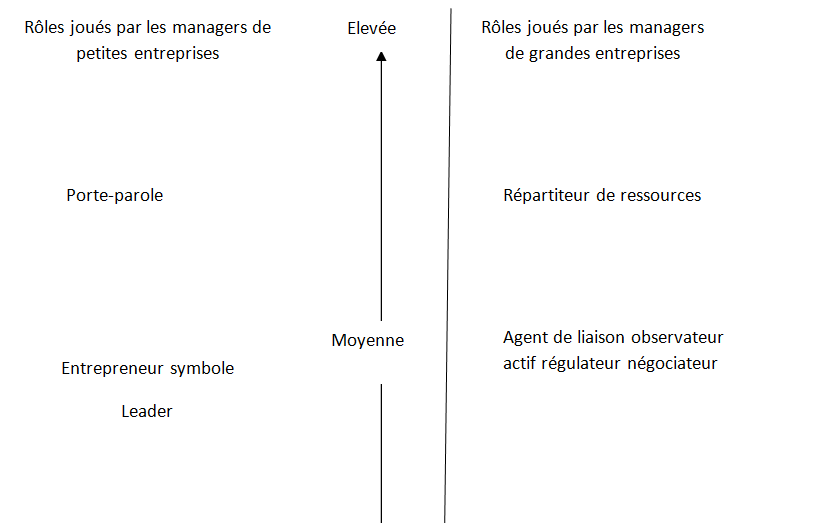 Rôles joués par les managers de
petites entreprises
Elevée
Rôles joués par les managers
de grandes entreprises
Porte-parole
Répartiteur de ressources
Moyenne
Agent de liaison observateur
actif régulateur négociateur
Entrepreneur symbole
Leader